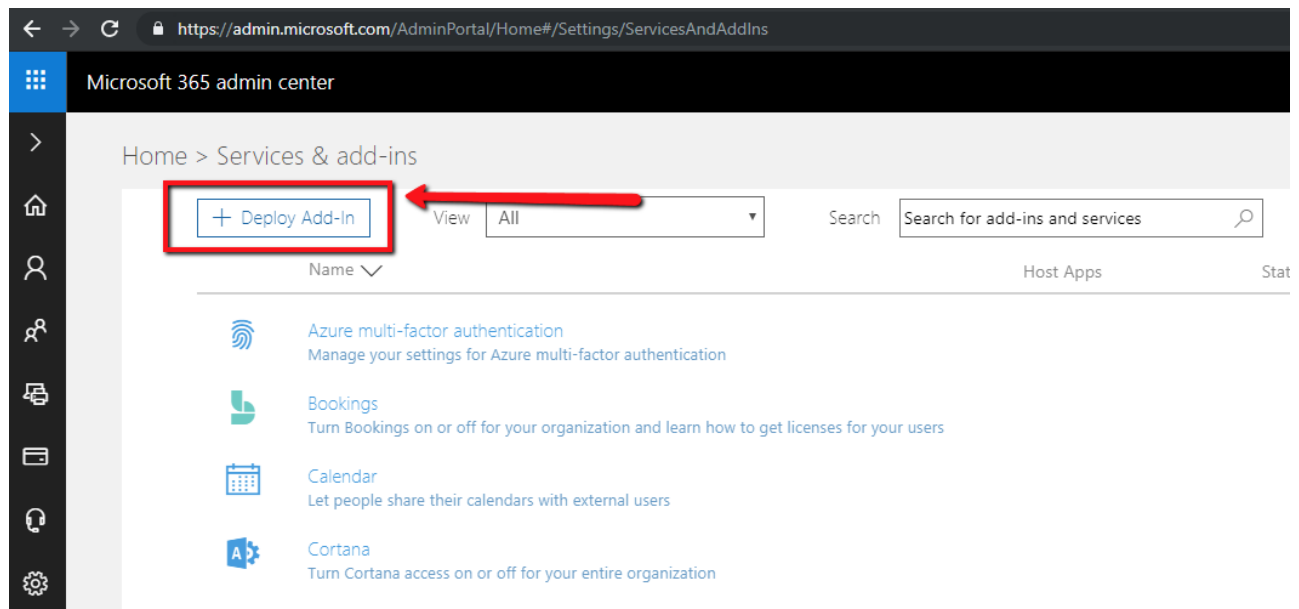 https://admin.microsoft.com/AdminPortal/Home#/Settings/ServicesAndAddIns
Microsoft 365 admin center
Home > Services & add-ins
+ Deploy Add-In View All Search Search for add-ins and services
Name Host Apps Stat
Azure multi-factor authentication
Manage your settings for Azure multi-factor authentication
Bookings
Turn Bookings on or off for your organization and learn how to get licenses for your users
Calendar
Let people share their calendars with external users
Cortana
Turn Cortana access on or off for your entire organization